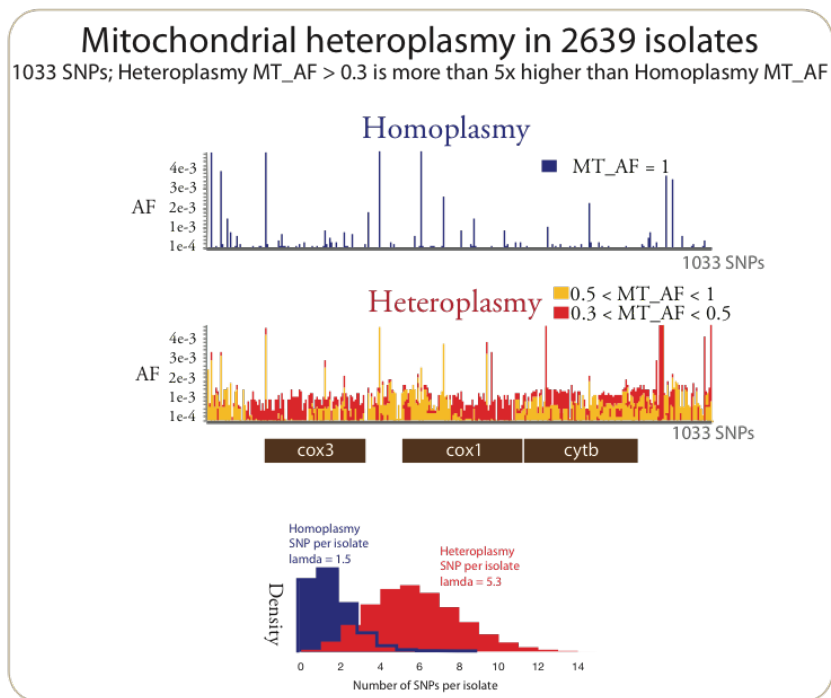 Mitochondrial heteroplasmy in 2639 isolates
1033 SNPs; Heteroplasmy MT_AF > 0.3 is more than 5x higher than Homoplasmy MT_AF
Homoplasmy
MT_AF = 1
AF
4e-3
3e-3
2e-3
1e-3
1e-4
1033 SNPs
Heteroplasmy
0.5 < MT_AF < 1
0.3 < MT_AF < 0.5
AF
4e-3
3e-3
2e-3
1e-3
1e-4
1033 SNPs
cox3 cox1 cytb
Homoplasmy
SNP per isolate
lamda = 1.5
Heteroplasmy
SNP per isolate
lamda = 5.3
Density
0 2 4 6 8 10 12 14
Number of SNPs per isolate